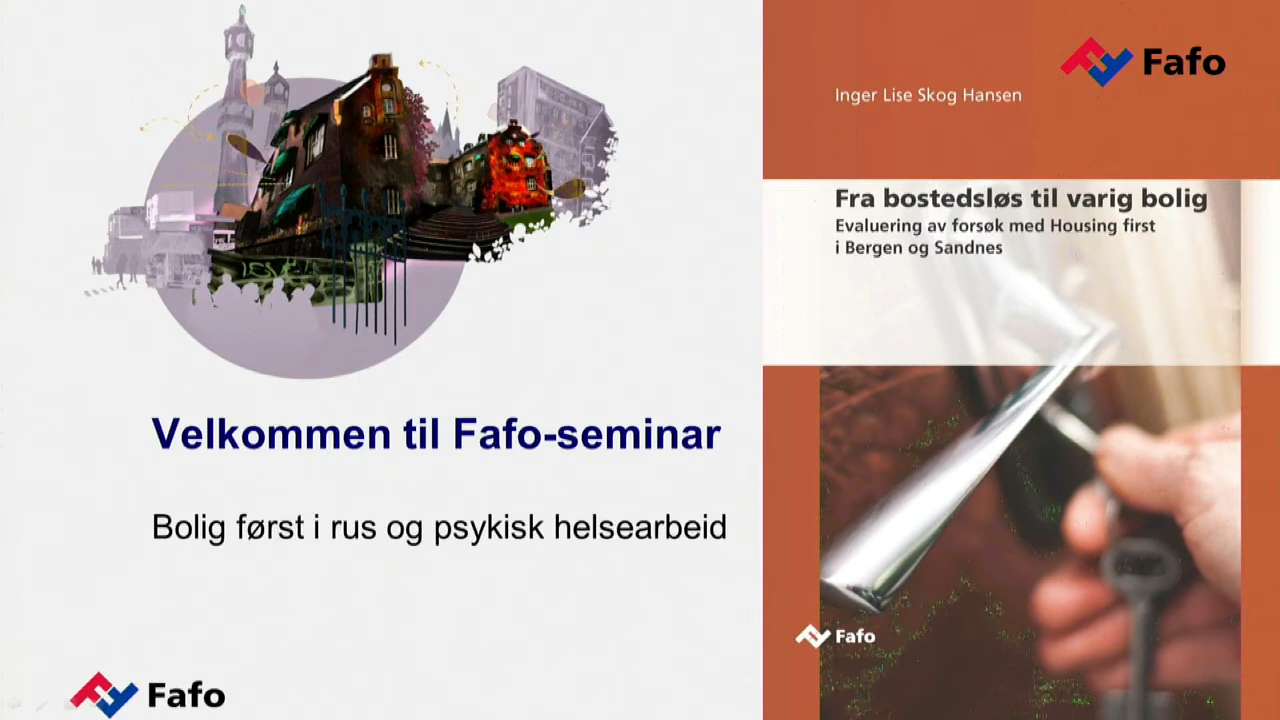 Velkommen til Fafo-seminar
Bolig først i rus og psykisk helsearbeid
Fafo
Fafo
Inger Lise Skog Hansen
Fra bostedsløs til varig bolig
Evaluering av forsøk med Housing first
i Bergen og Sandnes
Fafo